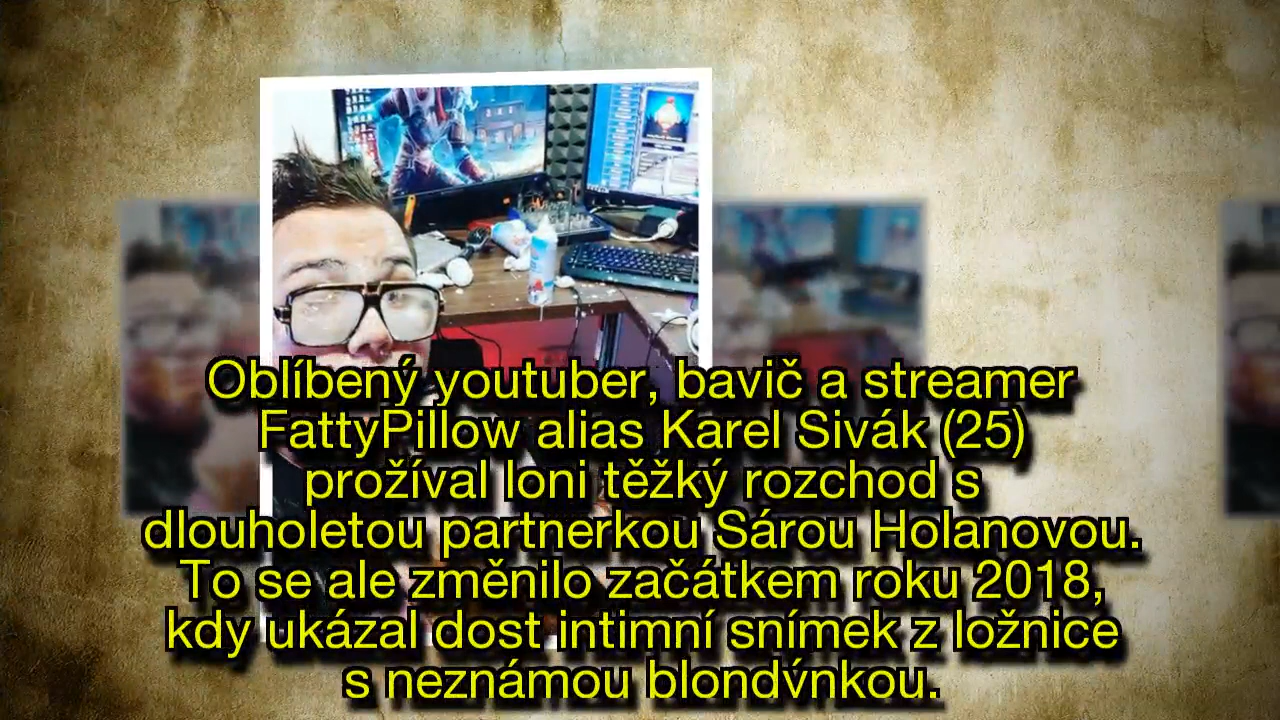 Oblíbený youtuber, bavič a streamer
FattyPillow alias Karel Sivák (25)
prožíval loni těžký rozchod s
dlouholetou partnerkou Sárou Holanovou.
To se ale změnilo začátkem roku 2018,
kdy ukázal dost intimní snímek z ložnice
s neznámou blondýnkou.